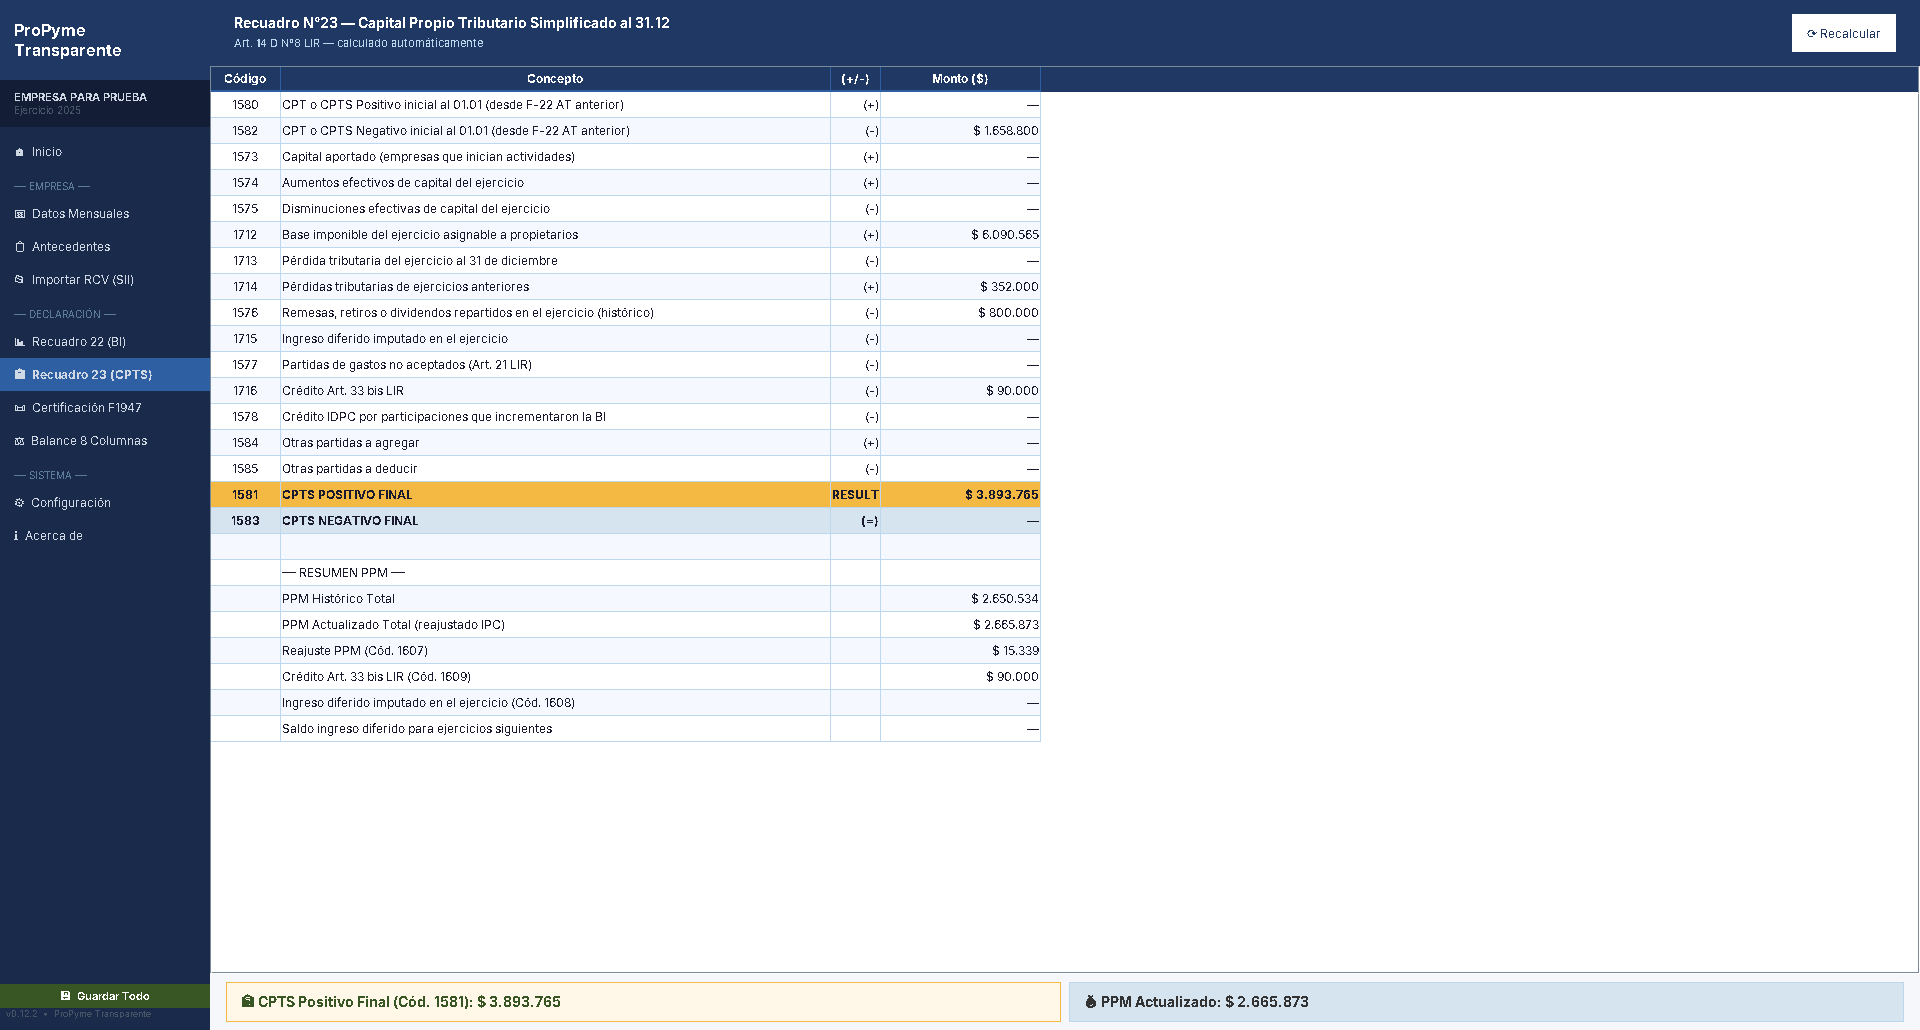 ProPyme
Transparente
EMPRESA PARA PRUEBA
Ejercicio 2025
Inicio
— EMPRESA —
Datos Mensuales
Antecedentes
Importar RCV (SII)
— DECLARACIÓN —
Recuadro 22 (BI)
Recuadro 23 (CPTS)
Certificación F1947
Balance 8 Columnas
— SISTEMA —
Configuración
Acerca de
Guardar Todo
v0.12.2 • ProPyme Transparente
Recuadro N°23 — Capital Propio Tributario Simplificado al 31.12
Art. 14 D N°8 LIR — calculado automáticamente
⟳ Recalcular
Código Concepto (+/-) Monto ($)
1580 CPT o CPTS Positivo inicial al 01.01 (desde F-22 AT anterior) (+) —
1582 CPT o CPTS Negativo inicial al 01.01 (desde F-22 AT anterior) (-) $ 1.658.800
1573 Capital aportado (empresas que inician actividades) (+) —
1574 Aumentos efectivos de capital del ejercicio (+) —
1575 Disminuciones efectivas de capital del ejercicio (-) —
1712 Base imponible del ejercicio asignable a propietarios (+) $ 6.090.565
1713 Pérdida tributaria del ejercicio al 31 de diciembre (-) —
1714 Pérdidas tributarias de ejercicios anteriores (+) $ 352.000
1576 Remesas, retiros o dividendos repartidos en el ejercicio (histórico) (-) $ 800.000
1715 Ingreso diferido imputado en el ejercicio (-) —
1577 Partidas de gastos no aceptados (Art. 21 LIR) (-) —
1716 Crédito Art. 33 bis LIR (-) $ 90.000
1578 Crédito IDPC por participaciones que incrementaron la BI (-) —
1584 Otras partidas a agregar (+) —
1585 Otras partidas a deducir (-) —
1581 CPTS POSITIVO FINAL RESULT $ 3.893.765
1583 CPTS NEGATIVO FINAL (=) —
— RESUMEN PPM —
PPM Histórico Total $ 2.650.534
PPM Actualizado Total (reajustado IPC) $ 2.665.873
Reajuste PPM (Cód. 1607) $ 15.339
Crédito Art. 33 bis LIR (Cód. 1609) $ 90.000
Ingreso diferido imputado en el ejercicio (Cód. 1608) —
Saldo ingreso diferido para ejercicios siguientes —
CPTS Positivo Final (Cód. 1581): $ 3.893.765
PPM Actualizado: $ 2.665.873